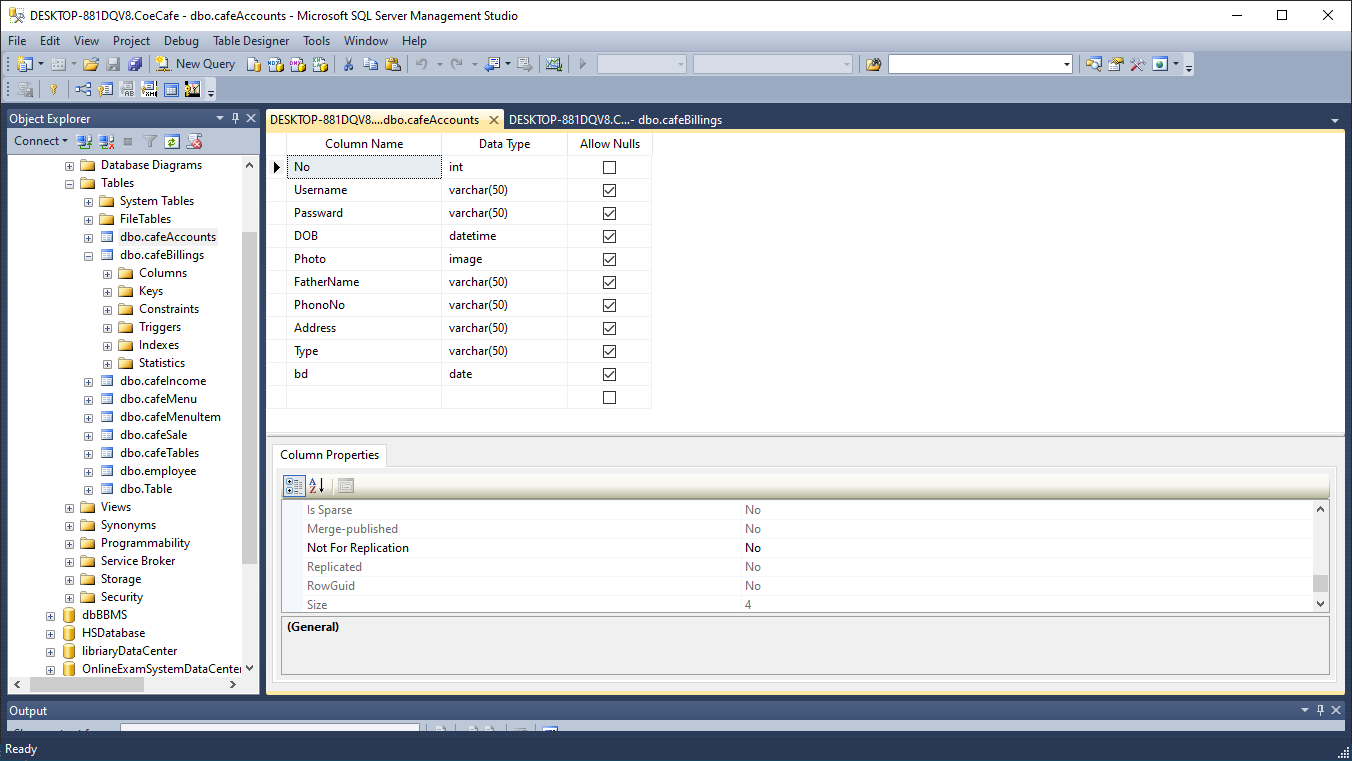 DESKTOP-881DQV8.CoeCafe - dbo.cafeAccounts - Microsoft SQL Server Management Studio
File Edit View Project Debug Table Designer Tools Window Help
New Query
Object Explorer
Connect
Database Diagrams
Tables
System Tables
FileTables
dbo.cafeAccounts
dbo.cafeBillings
Columns
Keys
Constraints
Triggers
Indexes
Statistics
dbo.cafeIncome
dbo.cafeMenu
dbo.cafeMenuItem
dbo.cafeSale
dbo.cafeTables
dbo.employee
dbo.Table
Views
Synonyms
Programmability
Service Broker
Storage
Security
dbBBMS
HSDatabase
libriaryDataCenter
OnlineExamSystemDataCenter
DESKTOP-881DQV8....dbo.cafeAccounts DESKTOP-881DQV8.C...- dbo.cafeBillings
Column Name Data Type Allow Nulls
No int
Username varchar(50)
Passward varchar(50)
DOB datetime
Photo image
FatherName varchar(50)
PhonoNo varchar(50)
Address varchar(50)
Type varchar(50)
bd date
Column Properties
Is Sparse No
Merge-published No
Not For Replication No
Replicated No
RowGuid No
Size 4
(General)
Output
Ready